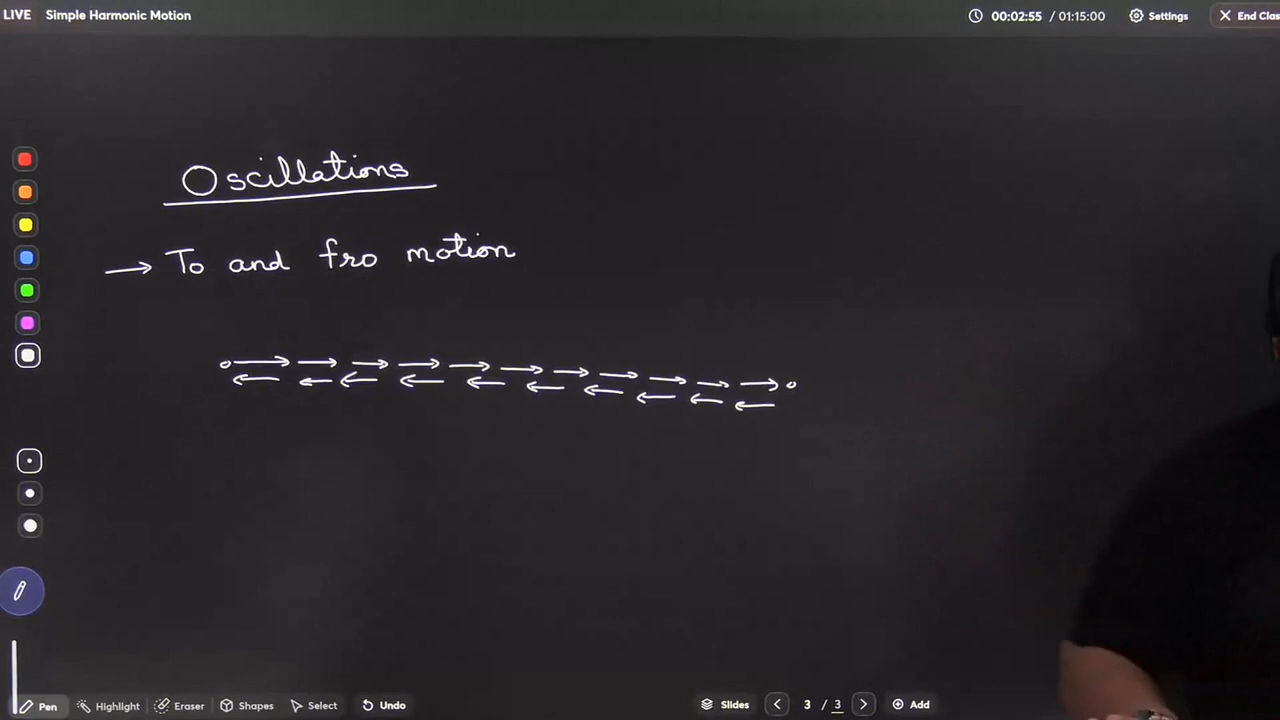 LIVE Simple Harmonic Motion 00:02:55 / 01:15:00 Settings End Clas
Oscillations
→ To and fro motion
Pen Highlight Eraser Shapes Select Undo Slides 3 / 3 Add